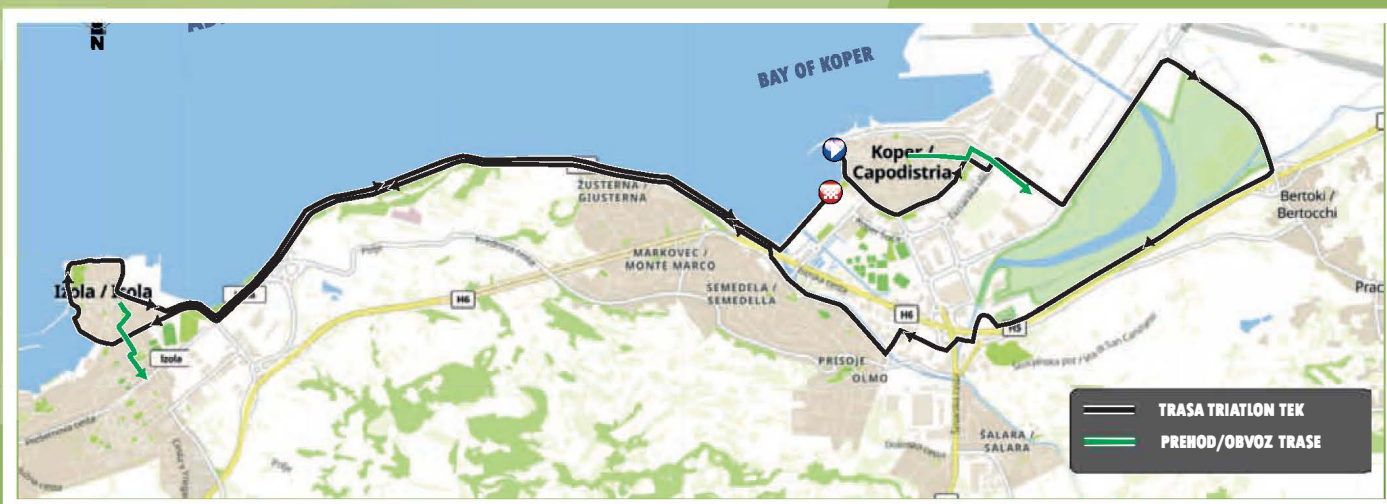 N
BAY OF KOPER
Koper /
Capodistria
ŽUSTERNA /
GIUSTERNA
Bertoki /
Bertocchi
MARKOVEC /
MONTE MARCO
Izola / Isola
SEMEDELA /
SEMEDELLA
H6
H6
H5
Izola
PRISOJE
OLMO
ŠALARA /
SALARA
TRASA TRIATLON TEK
PREHOD/OBVOZ TRASE